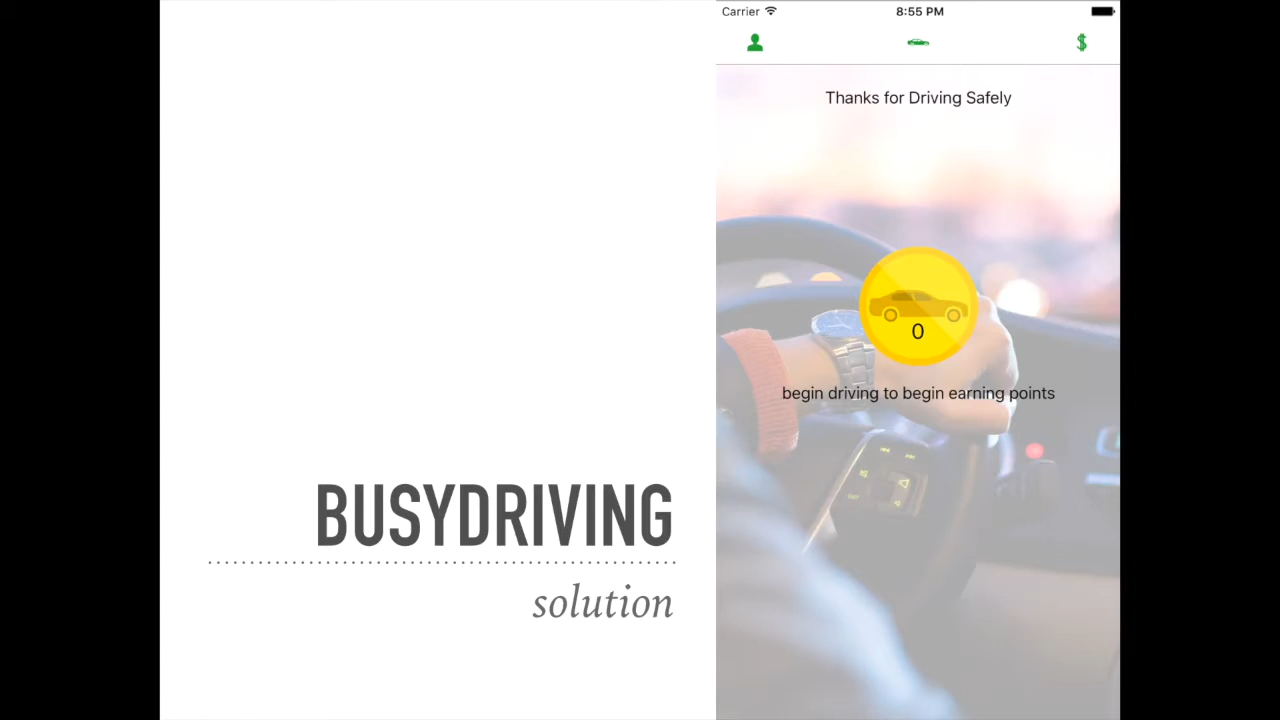 BUSYDRIVING
solution
Carrier 8:55 PM
$
Thanks for Driving Safely
0
begin driving to begin earning points